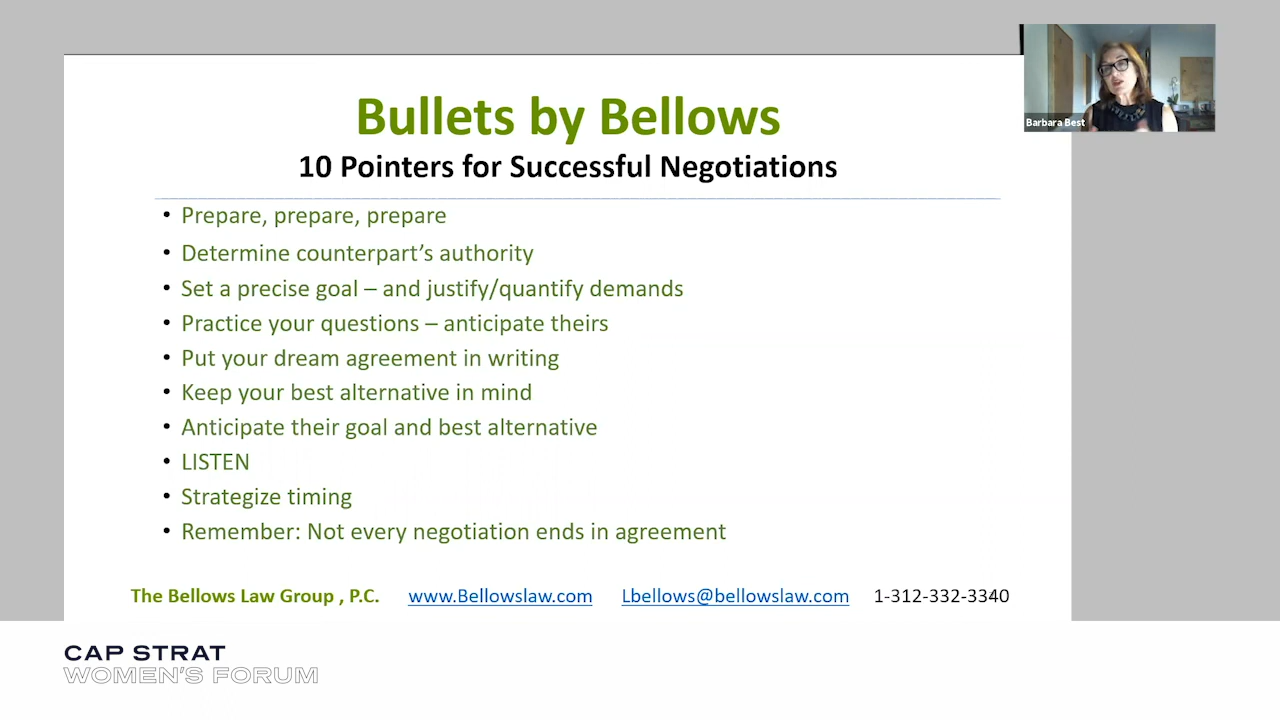 Bullets by Bellows
10 Pointers for Successful Negotiations
Barbara Best
• Prepare, prepare, prepare
• Determine counterpart’s authority
• Set a precise goal – and justify/quantify demands
• Practice your questions – anticipate theirs
• Put your dream agreement in writing
• Keep your best alternative in mind
• Anticipate their goal and best alternative
• LISTEN
• Strategize timing
• Remember: Not every negotiation ends in agreement
The Bellows Law Group , P.C. www.Bellowslaw.com Lbellows@bellowslaw.com 1-312-332-3340
CAP STRAT
WOMEN'S FORUM